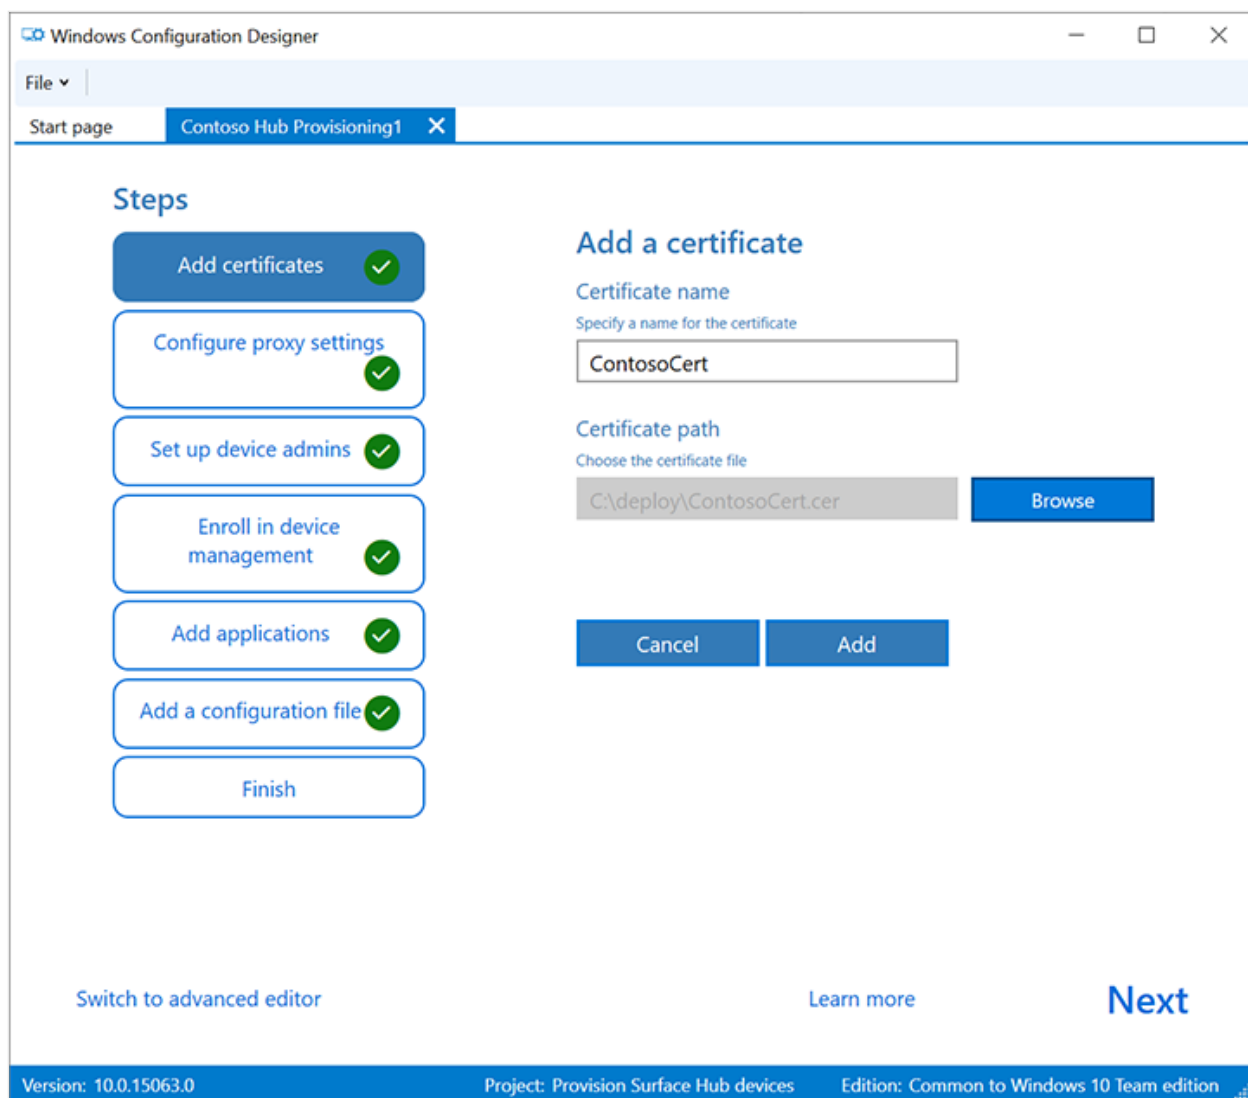 Windows Configuration Designer
File
Start page
Contoso Hub Provisioning1
Steps
Add certificates
Configure proxy settings
Set up device admins
Enroll in device
management
Add applications
Add a configuration file
Finish
Add a certificate
Certificate name
Specify a name for the certificate
ContosoCert
Certificate path
Choose the certificate file
C:\deploy\ContosoCert.cer
Browse
Cancel
Add
Switch to advanced editor
Learn more
Next
Version: 10.0.15063.0
Project: Provision Surface Hub devices
Edition: Common to Windows 10 Team edition